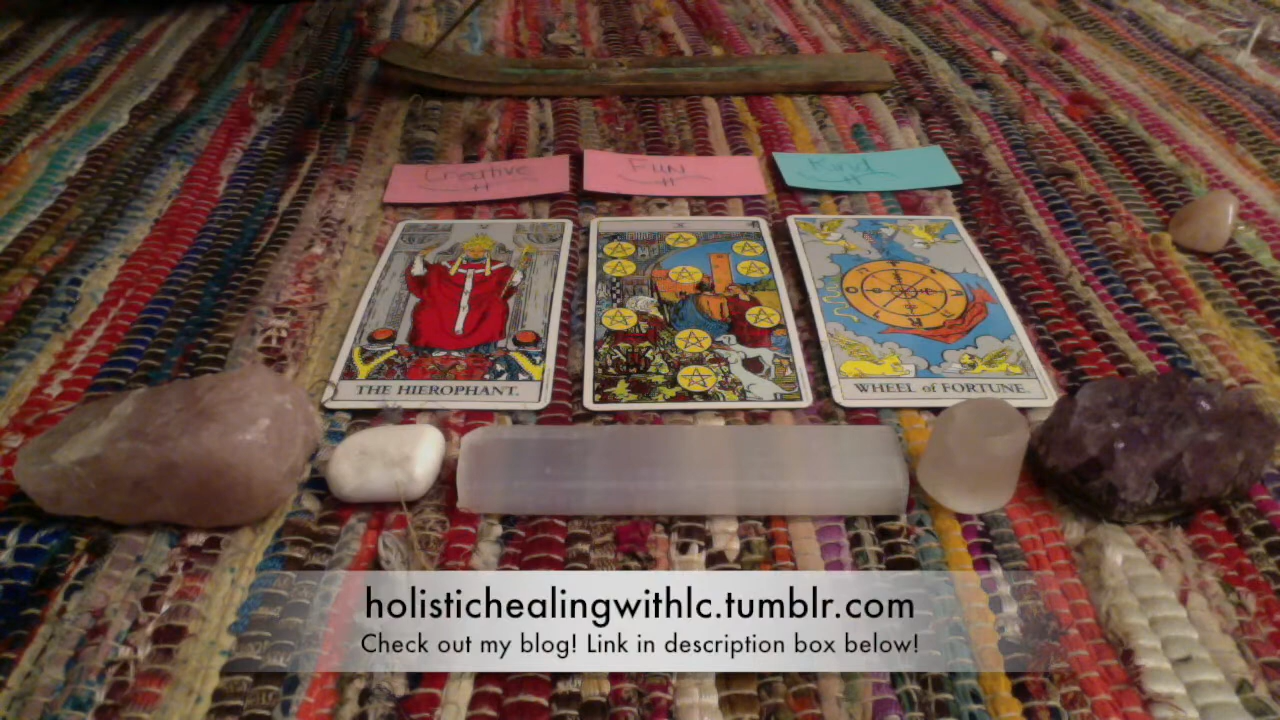 Creative
Fun
Kind
V
X
THE HIEROPHANT.
WHEEL of FORTUNE.
holistichealingwithlc.tumblr.com
Check out my blog! Link in description box below!